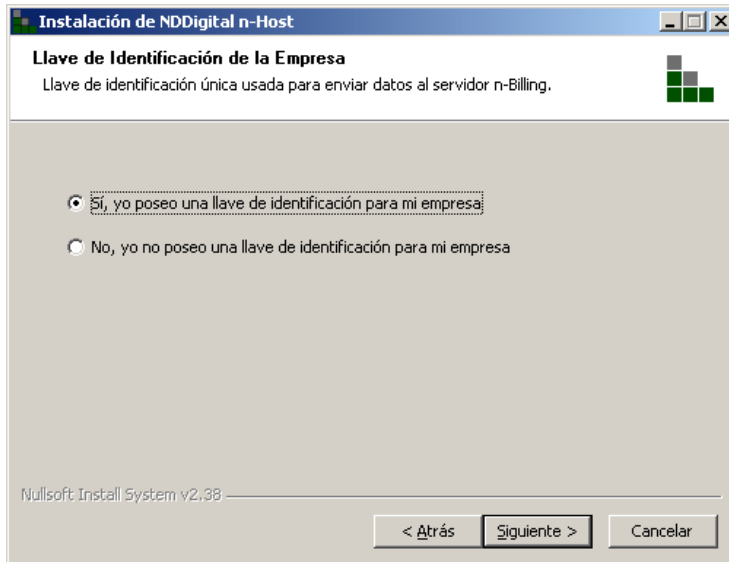 Instalación de NDDigital n-Host
Llave de Identificación de la Empresa
Llave de identificación única usada para enviar datos al servidor n-Billing.
Sí, yo poseo una llave de identificación para mi empresa
No, yo no poseo una llave de identificación para mi empresa
Nullsoft Install System v2.38
< Atrás Siguiente > Cancelar